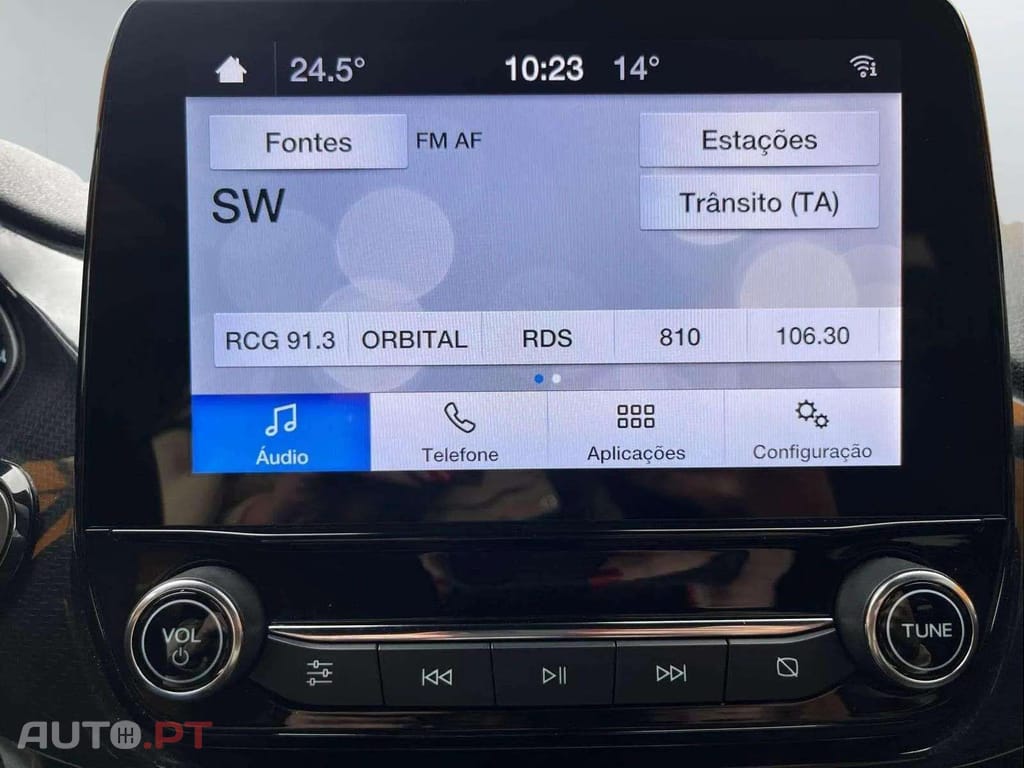 24.5° 10:23 14°
Fontes FM AF Estações
SW Trânsito (TA)
RCG 91.3 ORBITAL RDS 810 106.30
Áudio Telefone Aplicações Configuração
VOL TUNE
AUTO.PT